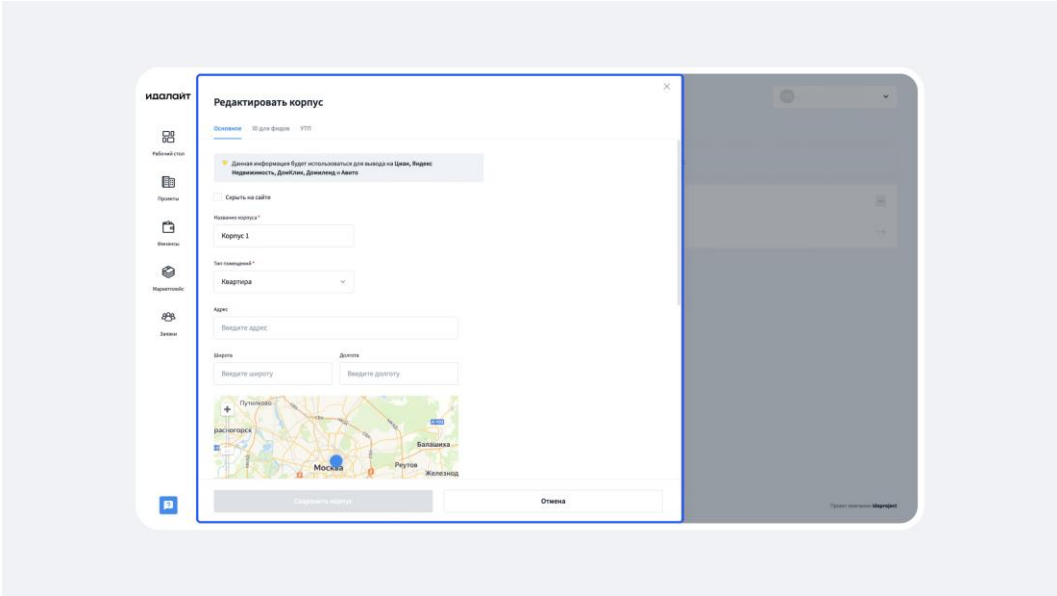 идалайт
Рабочий стол
Проекты
Финансы
Маркетплейс
Заявки
Редактировать корпус
Основное ID для фидов УТП
Данная информация будет использоваться для вывода на Циан, Яндекс
Недвижимость, ДомКлик, Домиленд и Авито
Скрыть на сайте
Название корпуса *
Корпус 1
Тип помещений *
Квартира
Адрес
Введите адрес
Широта Долгота
Введите широту Введите долготу
Путилково
расногорск
Балашиха
Москва
Реутов
Железнод
Сохранить корпус Отмена
Проект компании ideaproject